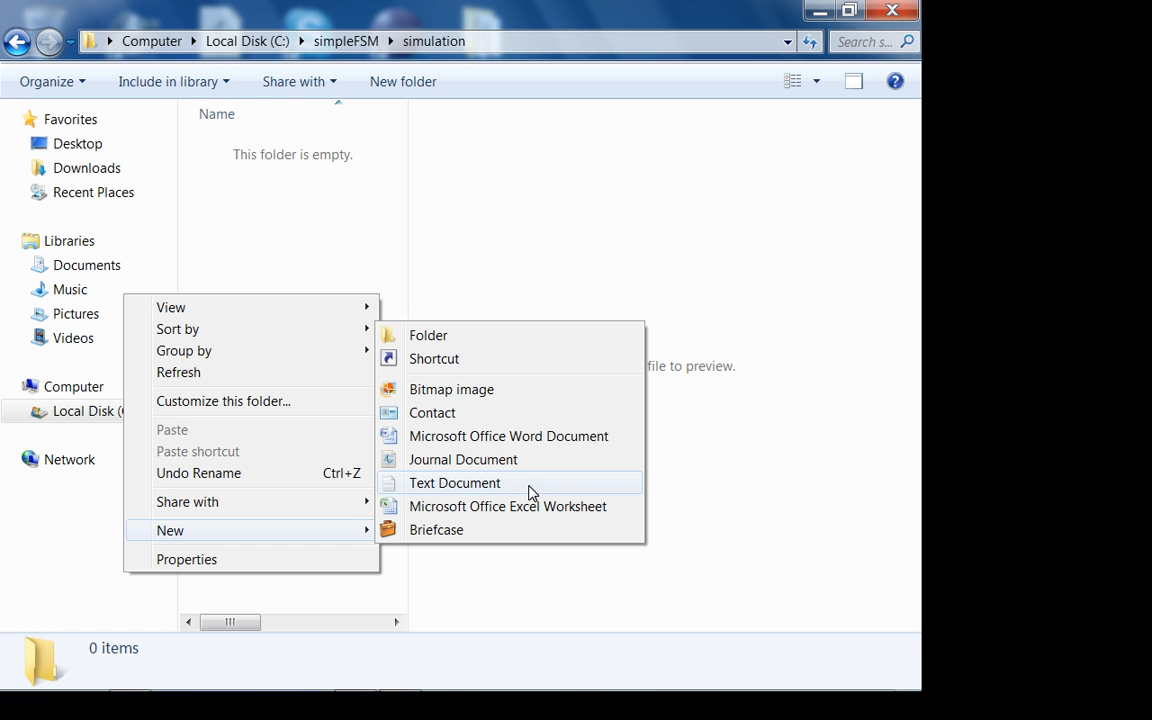 Computer Local Disk (C:) simpleFSM simulation Search s...
Organize Include in library Share with New folder
Favorites
Desktop
Downloads
Recent Places
Libraries
Documents
Music
Pictures
Videos
Computer
Local Disk (
Network
Name
This folder is empty.
View
Sort by
Group by
Refresh
Customize this folder...
Paste
Paste shortcut
Undo Rename Ctrl+Z
Share with
New
Properties
Folder
Shortcut
Bitmap image
Contact
Microsoft Office Word Document
Journal Document
Text Document
Microsoft Office Excel Worksheet
Briefcase
file to preview.
0 items